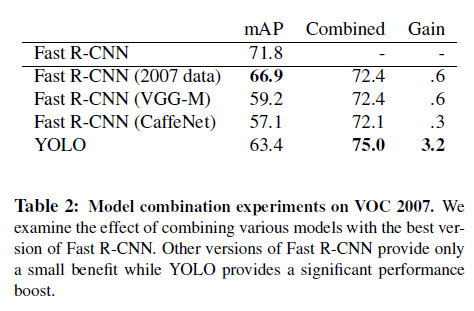 mAP Combined Gain
Fast R-CNN 71.8 - -
Fast R-CNN (2007 data) 66.9 72.4 .6
Fast R-CNN (VGG-M) 59.2 72.4 .6
Fast R-CNN (CaffeNet) 57.1 72.1 .3
YOLO 63.4 75.0 3.2
Table 2: Model combination experiments on VOC 2007. We
examine the effect of combining various models with the best ver-
sion of Fast R-CNN. Other versions of Fast R-CNN provide only
a small benefit while YOLO provides a significant performance
boost.